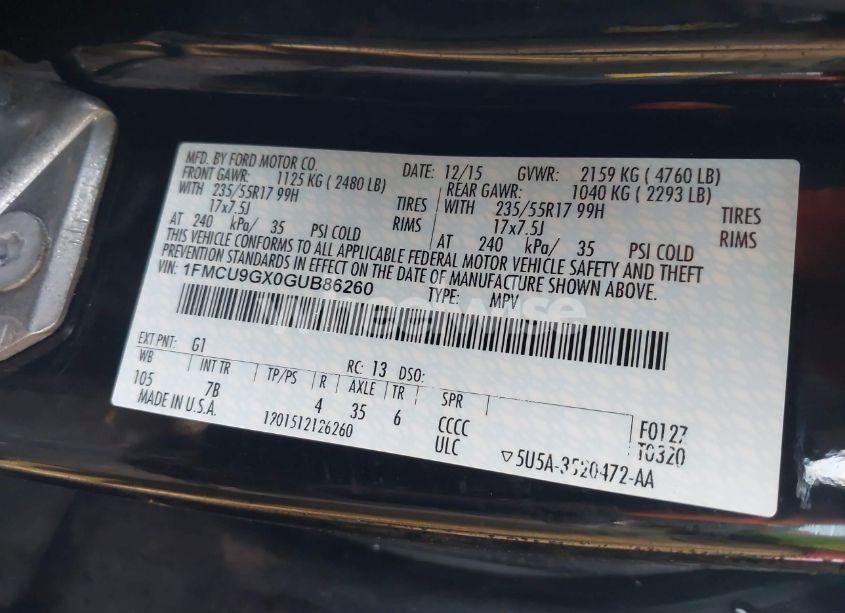 MFD. BY FORD MOTOR CO. DATE: 12/15 GVWR: 2159 KG ( 4760 LB)
FRONT GAWR: 1125 KG ( 2480 LB) REAR GAWR: 1040 KG ( 2293 LB)
WITH 235/55R17 99H TIRES WITH 235/55R17 99H TIRES
17x7.5J RIMS 17x7.5J RIMS
AT 240 kPa/ 35 PSI COLD AT 240 kPa/ 35 PSI COLD
THIS VEHICLE CONFORMS TO ALL APPLICABLE FEDERAL MOTOR VEHICLE SAFETY AND THEFT
PREVENTION STANDARDS IN EFFECT ON THE DATE OF MANUFACTURE SHOWN ABOVE.
VIN: 1FMCU9GX0GUB86260 TYPE: MPV
EXT PNT: G1 RC: 13 DSO:
WB INT TR TP/PS R AXLE TR SPR
105 7B 4 35 6 CCCC F0127
MADE IN U.S.A. 1901512126260 ULC T0320
▽5U5A-3520472-AA